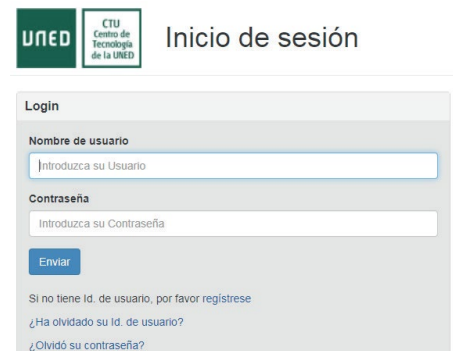 UNED
CTU
Centro de
Tecnología
de la UNED
Inicio de sesión
Login
Nombre de usuario
Introduzca su Usuario
Contraseña
Introduzca su Contraseña
Enviar
Si no tiene Id. de usuario, por favor regístrese
¿Ha olvidado su Id. de usuario?
¿Olvidó su contraseña?